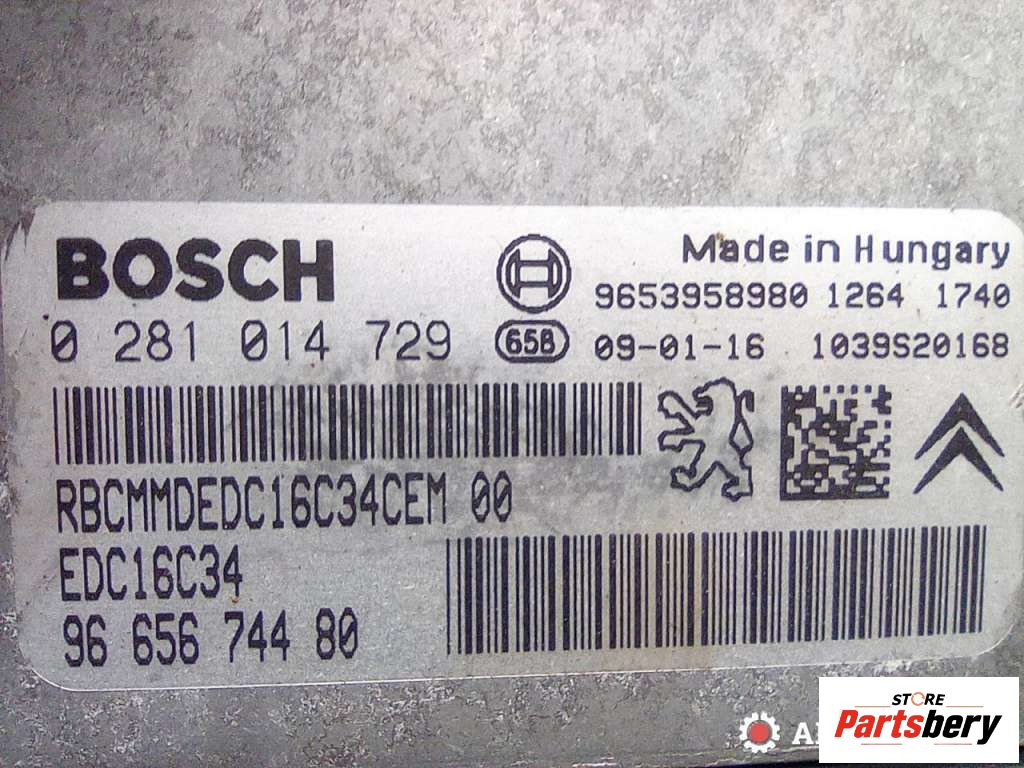 BOSCH
Made in Hungary
9653958980 1264 1740
0 281 014 729
65B 09-01-16 1039S20168
RBCMMDEDC16C34CEM 00
EDC16C34
96 656 744 80
STORE
Partsbery